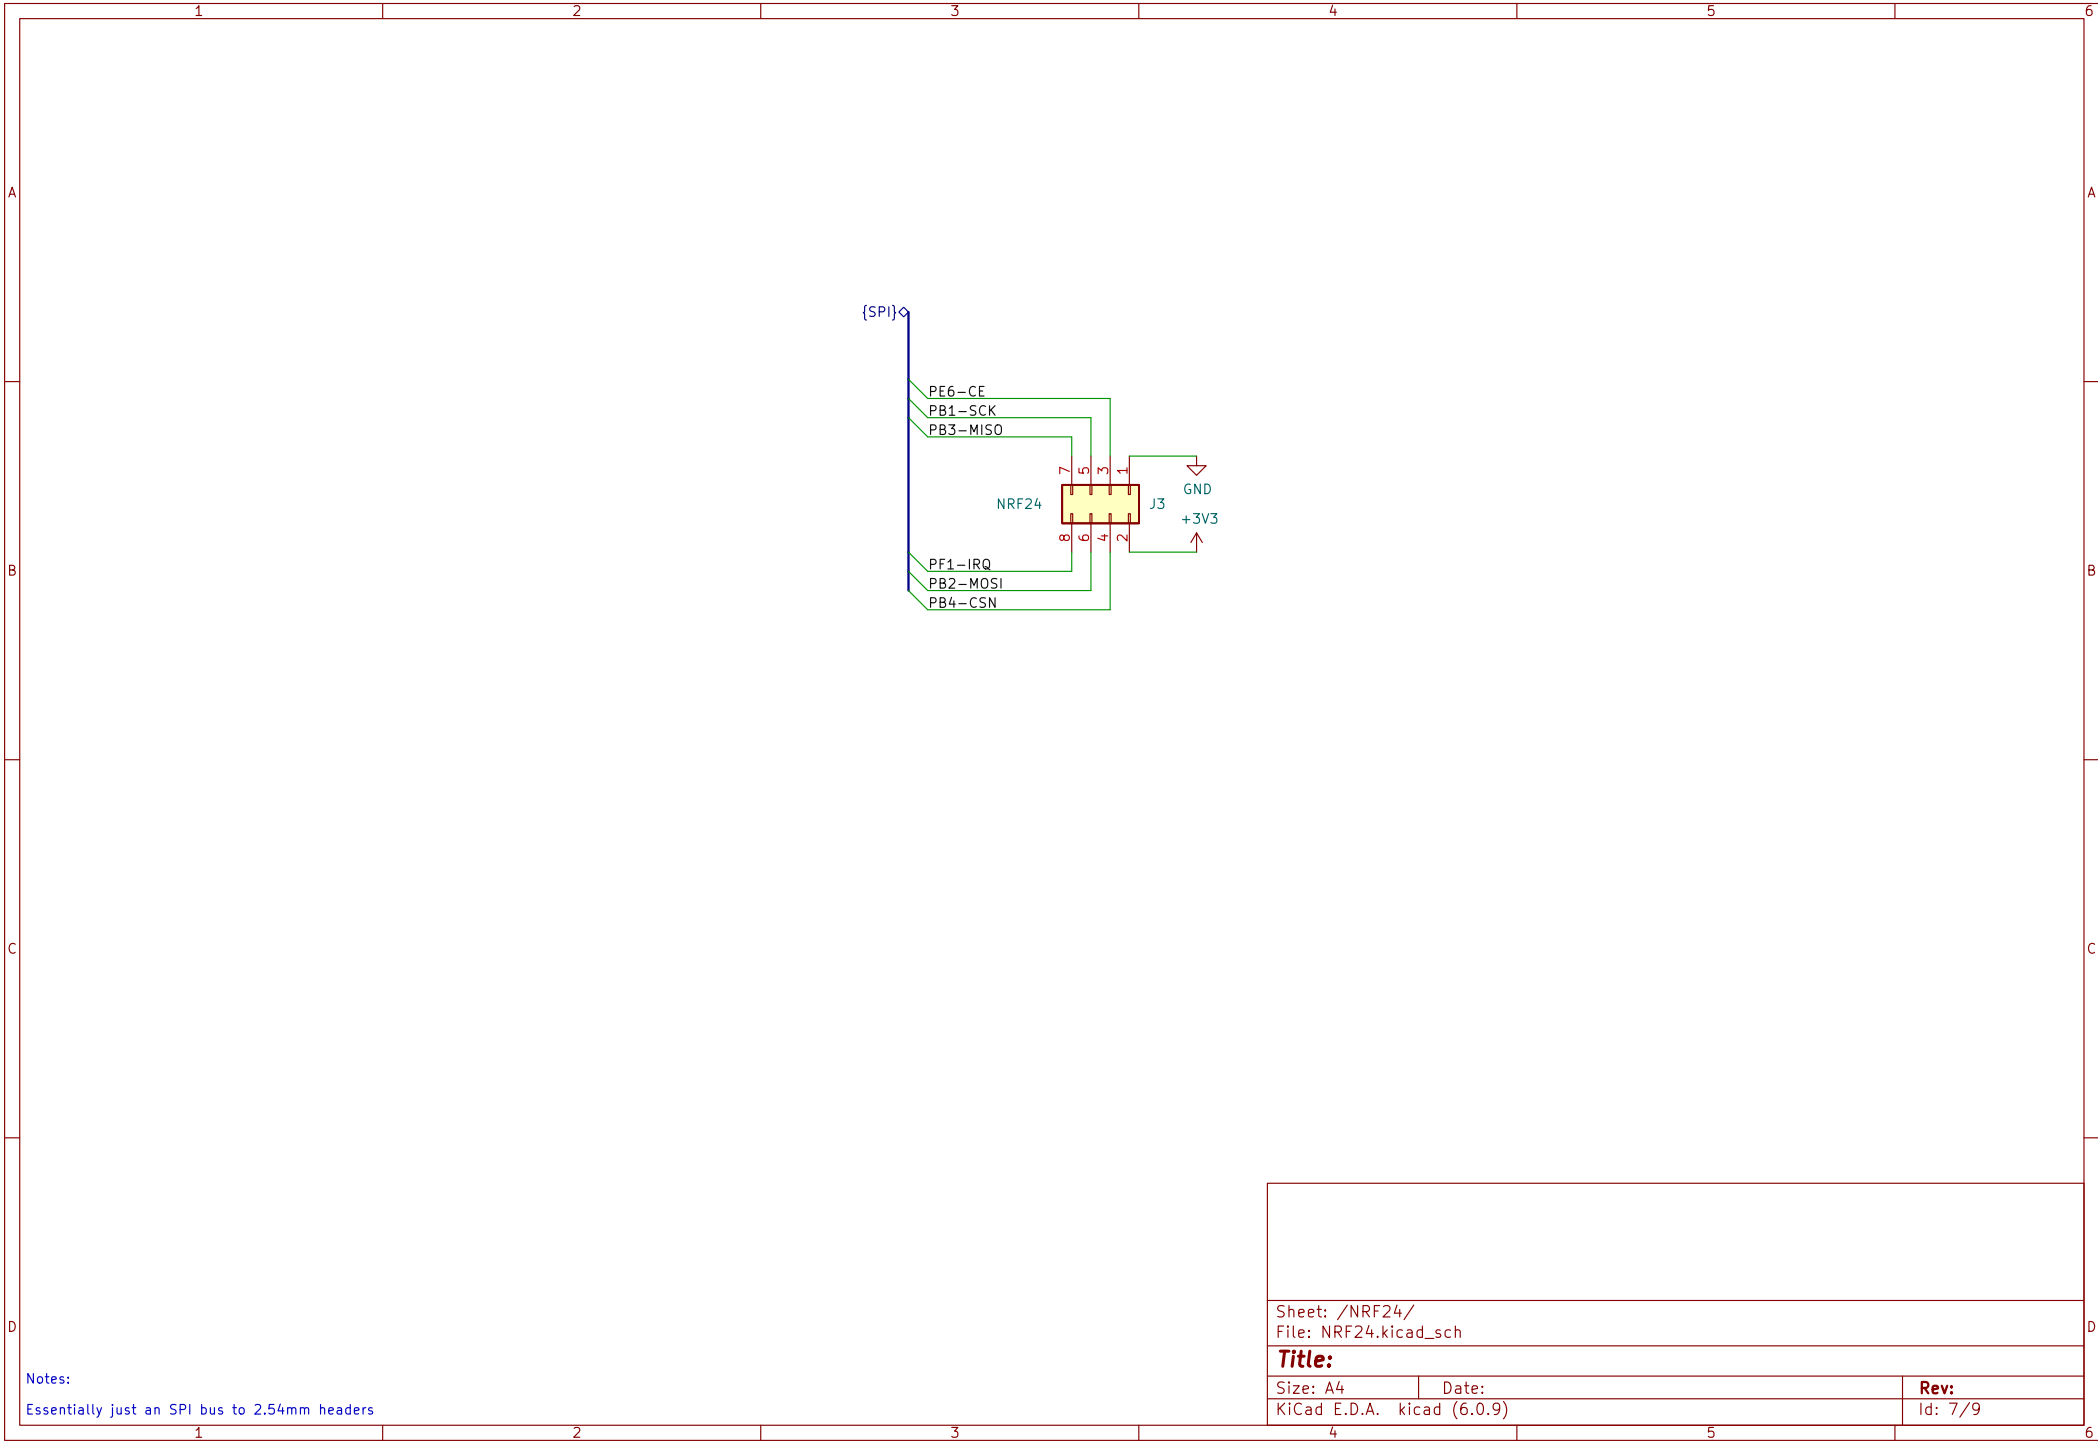 1 2 3 4 5 6
A A
{SPI}
PE6-CE
PB1-SCK
PB3-MISO
7 5 3 1
GND
NRF24 J3
+3V3
8 6 4 2
PF1-IRQ
B B
PB2-MOSI
PB4-CSN
C C
Sheet: /NRF24/
File: NRF24.kicad_sch
D D
Title:
Size: A4 Date: Rev:
KiCad E.D.A. kicad (6.0.9) Id: 7/9
Notes:
Essentially just an SPI bus to 2.54mm headers
1 2 3 4 5 6